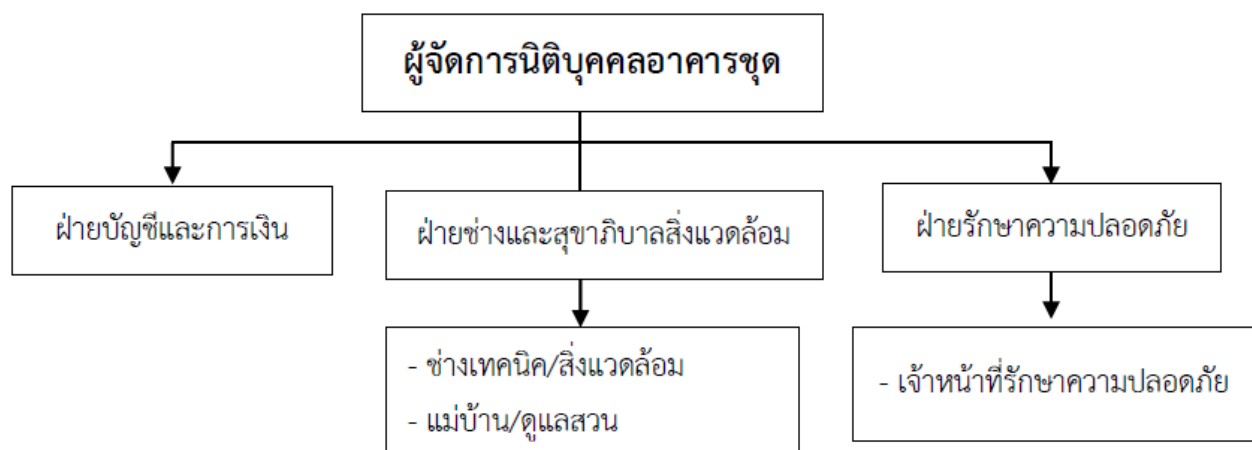 ผู้จัดการนิติบุคคลอาคารชุด
ฝ่ายบัญชีและการเงิน
ฝ่ายช่างและสุขาภิบาลสิ่งแวดล้อม
ฝ่ายรักษาความปลอดภัย
- ช่างเทคนิค/สิ่งแวดล้อม
- แม่บ้าน/ดูแลสวน
- เจ้าหน้าที่รักษาความปลอดภัย